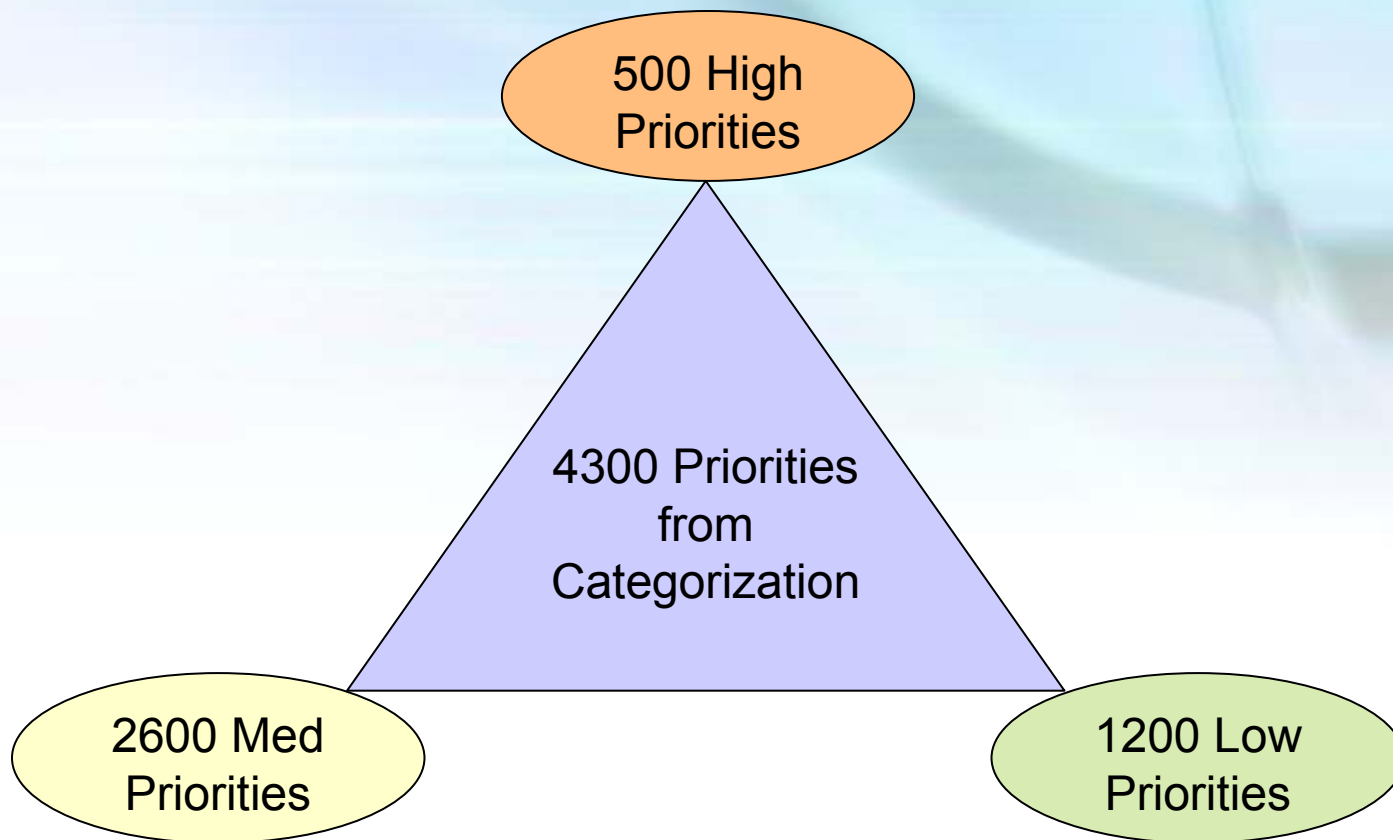 500 High
Priorities
4300 Priorities
from
Categorization
2600 Med
Priorities
1200 Low
Priorities